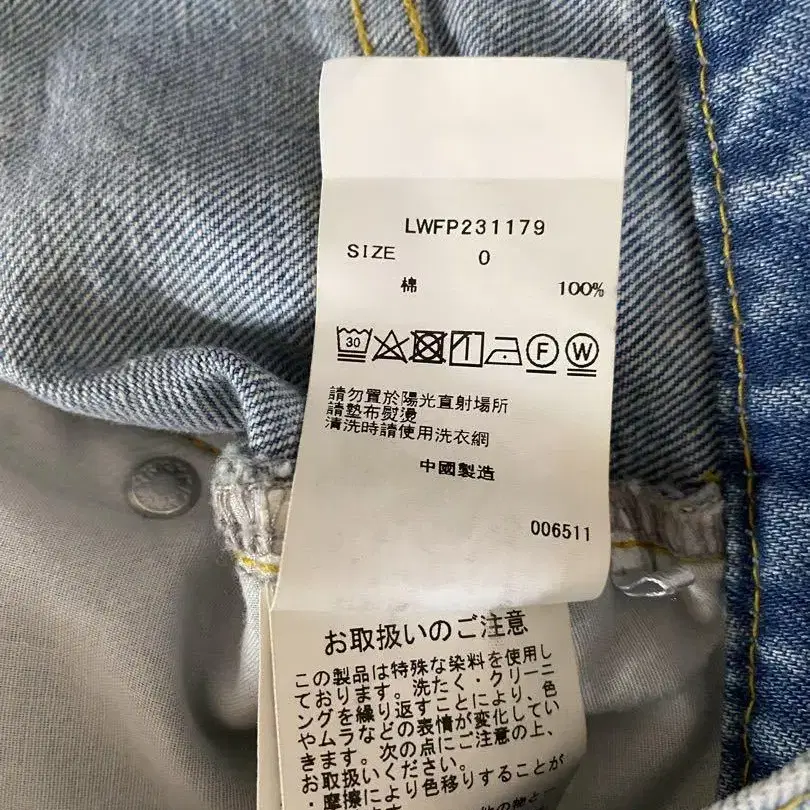 LWFP231179
SIZE 0
棉 100%
30 F W
請勿置於陽光直射場所
請墊布熨燙
清洗時請使用洗衣網
中國製造
006511
お取扱いのご注意
この製品は特殊な染料を使用し
ております。洗たく・クリーニ
ングを繰り返すことにより、色
やムラなどの表情が変化してい
きます。次の点にご注意の上、
お取扱いください。
・摩擦により色移りすることが